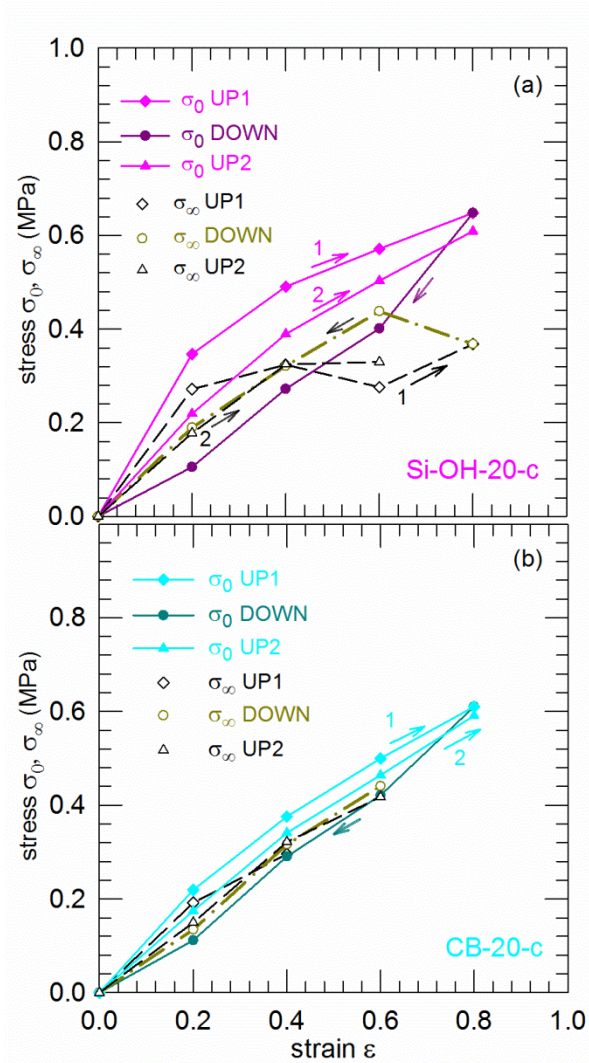 (a)
σ₀ UP1
σ₀ DOWN
σ₀ UP2
σ∞ UP1
σ∞ DOWN
σ∞ UP2
1
2
1
2
Si-OH-20-c
stress σ₀, σ∞ (MPa)
1.0
0.8
0.6
0.4
0.2
0.0
(b)
σ₀ UP1
σ₀ DOWN
σ₀ UP2
σ∞ UP1
σ∞ DOWN
σ∞ UP2
1
2
CB-20-c
stress σ₀, σ∞ (MPa)
0.8
0.6
0.4
0.2
0.0
0.0 0.2 0.4 0.6 0.8 1.0
strain ε